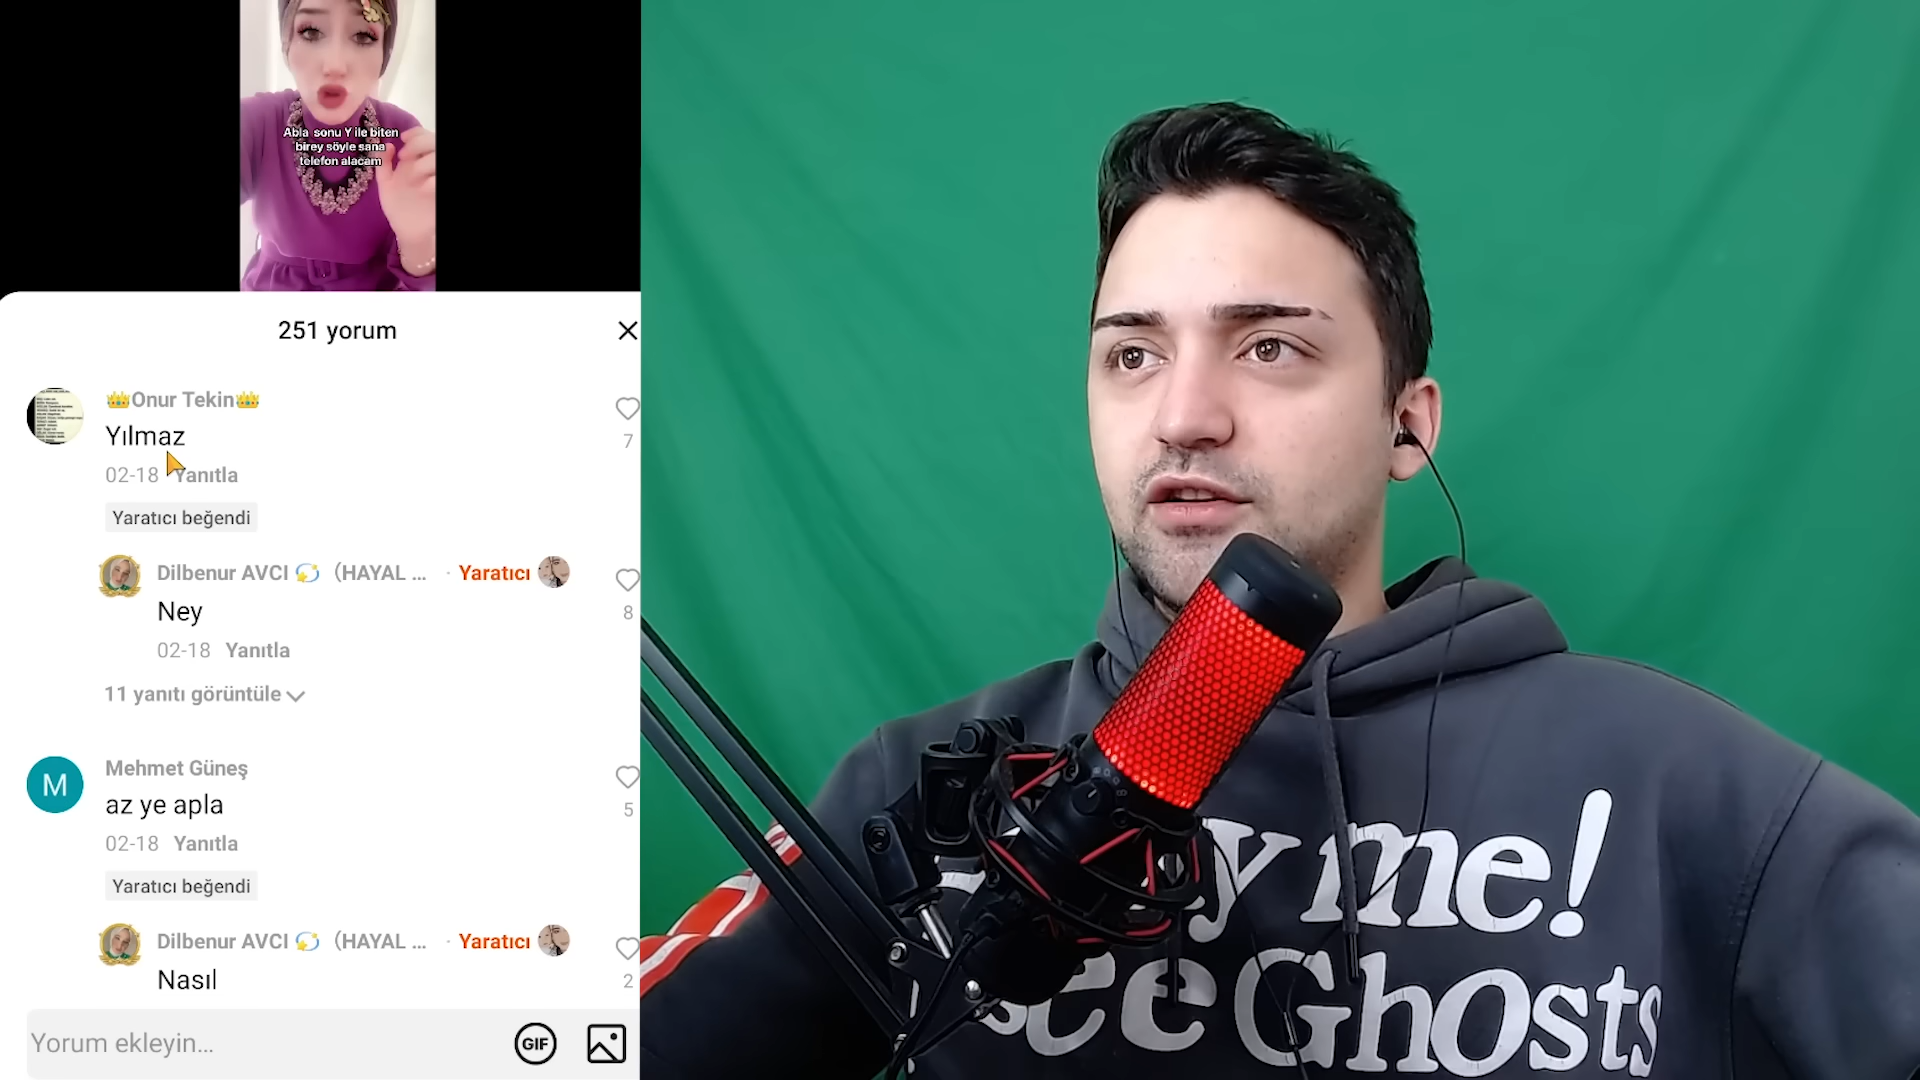 Abla sonu Y ile biten
birey söyle sana
telefon alacam
251 yorum
👑Onur Tekin👑
7
Yılmaz
02-18 Yanıtla
Yaratıcı beğendi
Dilbenur AVCI 💫 (HAYAL ... · Yaratıcı
Ney
8
02-18 Yanıtla
11 yanıtı görüntüle
M
Mehmet Güneş
az ye apla
5
02-18 Yanıtla
Yaratıcı beğendi
Dilbenur AVCI 💫 (HAYAL ... · Yaratıcı
Nasıl
2
Yorum ekleyin...
GIF
me!
Ghosts